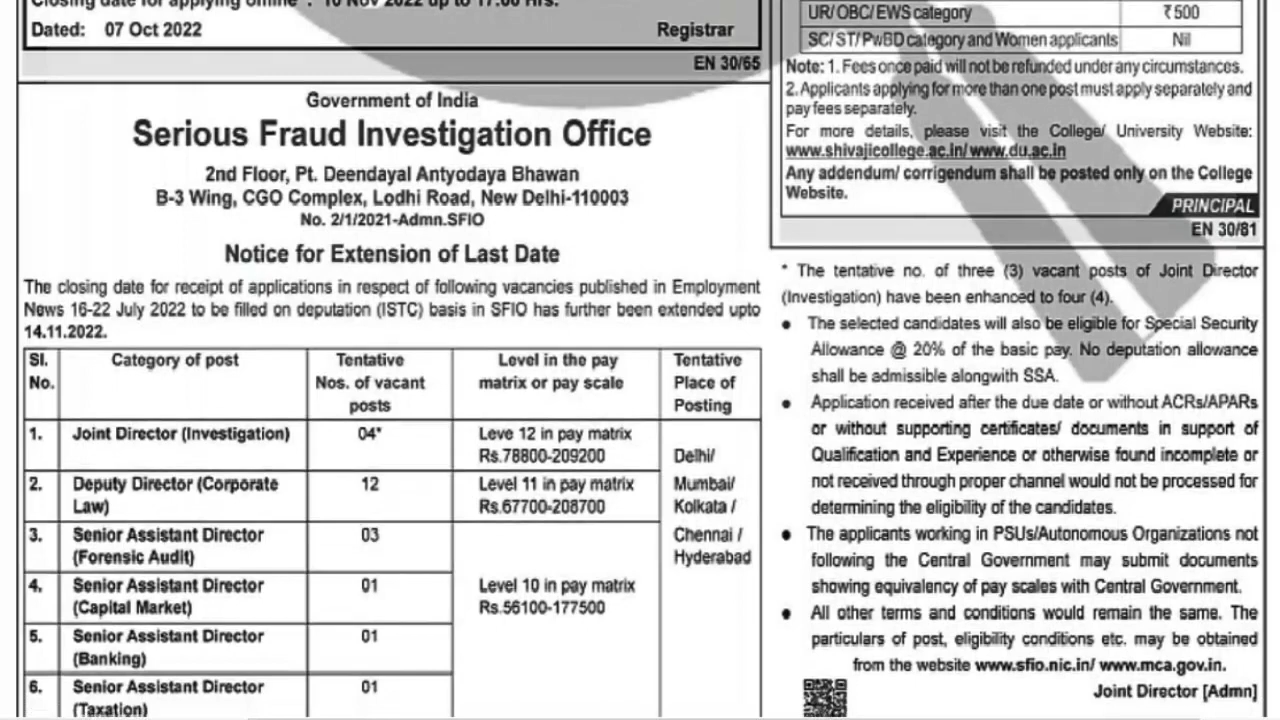 Closing date for applying online : 10 Nov 2022 up to 17:00 Hrs.
Dated: 07 Oct 2022
Registrar
EN 30/65
Government of India
Serious Fraud Investigation Office
2nd Floor, Pt. Deendayal Antyodaya Bhawan
B-3 Wing, CGO Complex, Lodhi Road, New Delhi-110003
No. 2/1/2021-Admn.SFIO
Notice for Extension of Last Date
The closing date for receipt of applications in respect of following vacancies published in Employment
News 16-22 July 2022 to be filled on deputation (ISTC) basis in SFIO has further been extended upto
14.11.2022.
Sl. No. Category of post Tentative Nos. of vacant posts Level in the pay matrix or pay scale Tentative Place of Posting
1. Joint Director (Investigation) 04* Leve 12 in pay matrix
Rs.78800-209200 Delhi/
2. Deputy Director (Corporate 12 Level 11 in pay matrix Mumbai/
Law) Rs.67700-208700 Kolkata /
3. Senior Assistant Director 03 Chennai /
(Forensic Audit) Hyderabad
4. Senior Assistant Director 01 Level 10 in pay matrix
(Capital Market) Rs.56100-177500
5. Senior Assistant Director 01
(Banking)
6. Senior Assistant Director 01
(Taxation)
UR/OBC/EWS category ₹500
SC/ST/PwBD category and Women applicants Nil
Note: 1. Fees once paid will not be refunded under any circumstances.
2. Applicants applying for more than one post must apply separately and
pay fees separately.
For more details, please visit the College/ University Website:
www.shivajicollege.ac.in/ www.du.ac.in
Any addendum/ corrigendum shall be posted only on the College
Website.
PRINCIPAL
EN 30/81
* The tentative no. of three (3) vacant posts of Joint Director
(Investigation) have been enhanced to four (4).
● The selected candidates will also be eligible for Special Security
Allowance @ 20% of the basic pay. No deputation allowance
shall be admissible alongwith SSA.
● Application received after the due date or without ACRs/APARs
or without supporting certificates/ documents in support of
Qualification and Experience or otherwise found incomplete or
not received through proper channel would not be processed for
determining the eligibility of the candidates.
● The applicants working in PSUs/Autonomous Organizations not
following the Central Government may submit documents
showing equivalency of pay scales with Central Government.
● All other terms and conditions would remain the same. The
particulars of post, eligibility conditions etc. may be obtained
from the website www.sfio.nic.in/ www.mca.gov.in.
Joint Director [Admn]